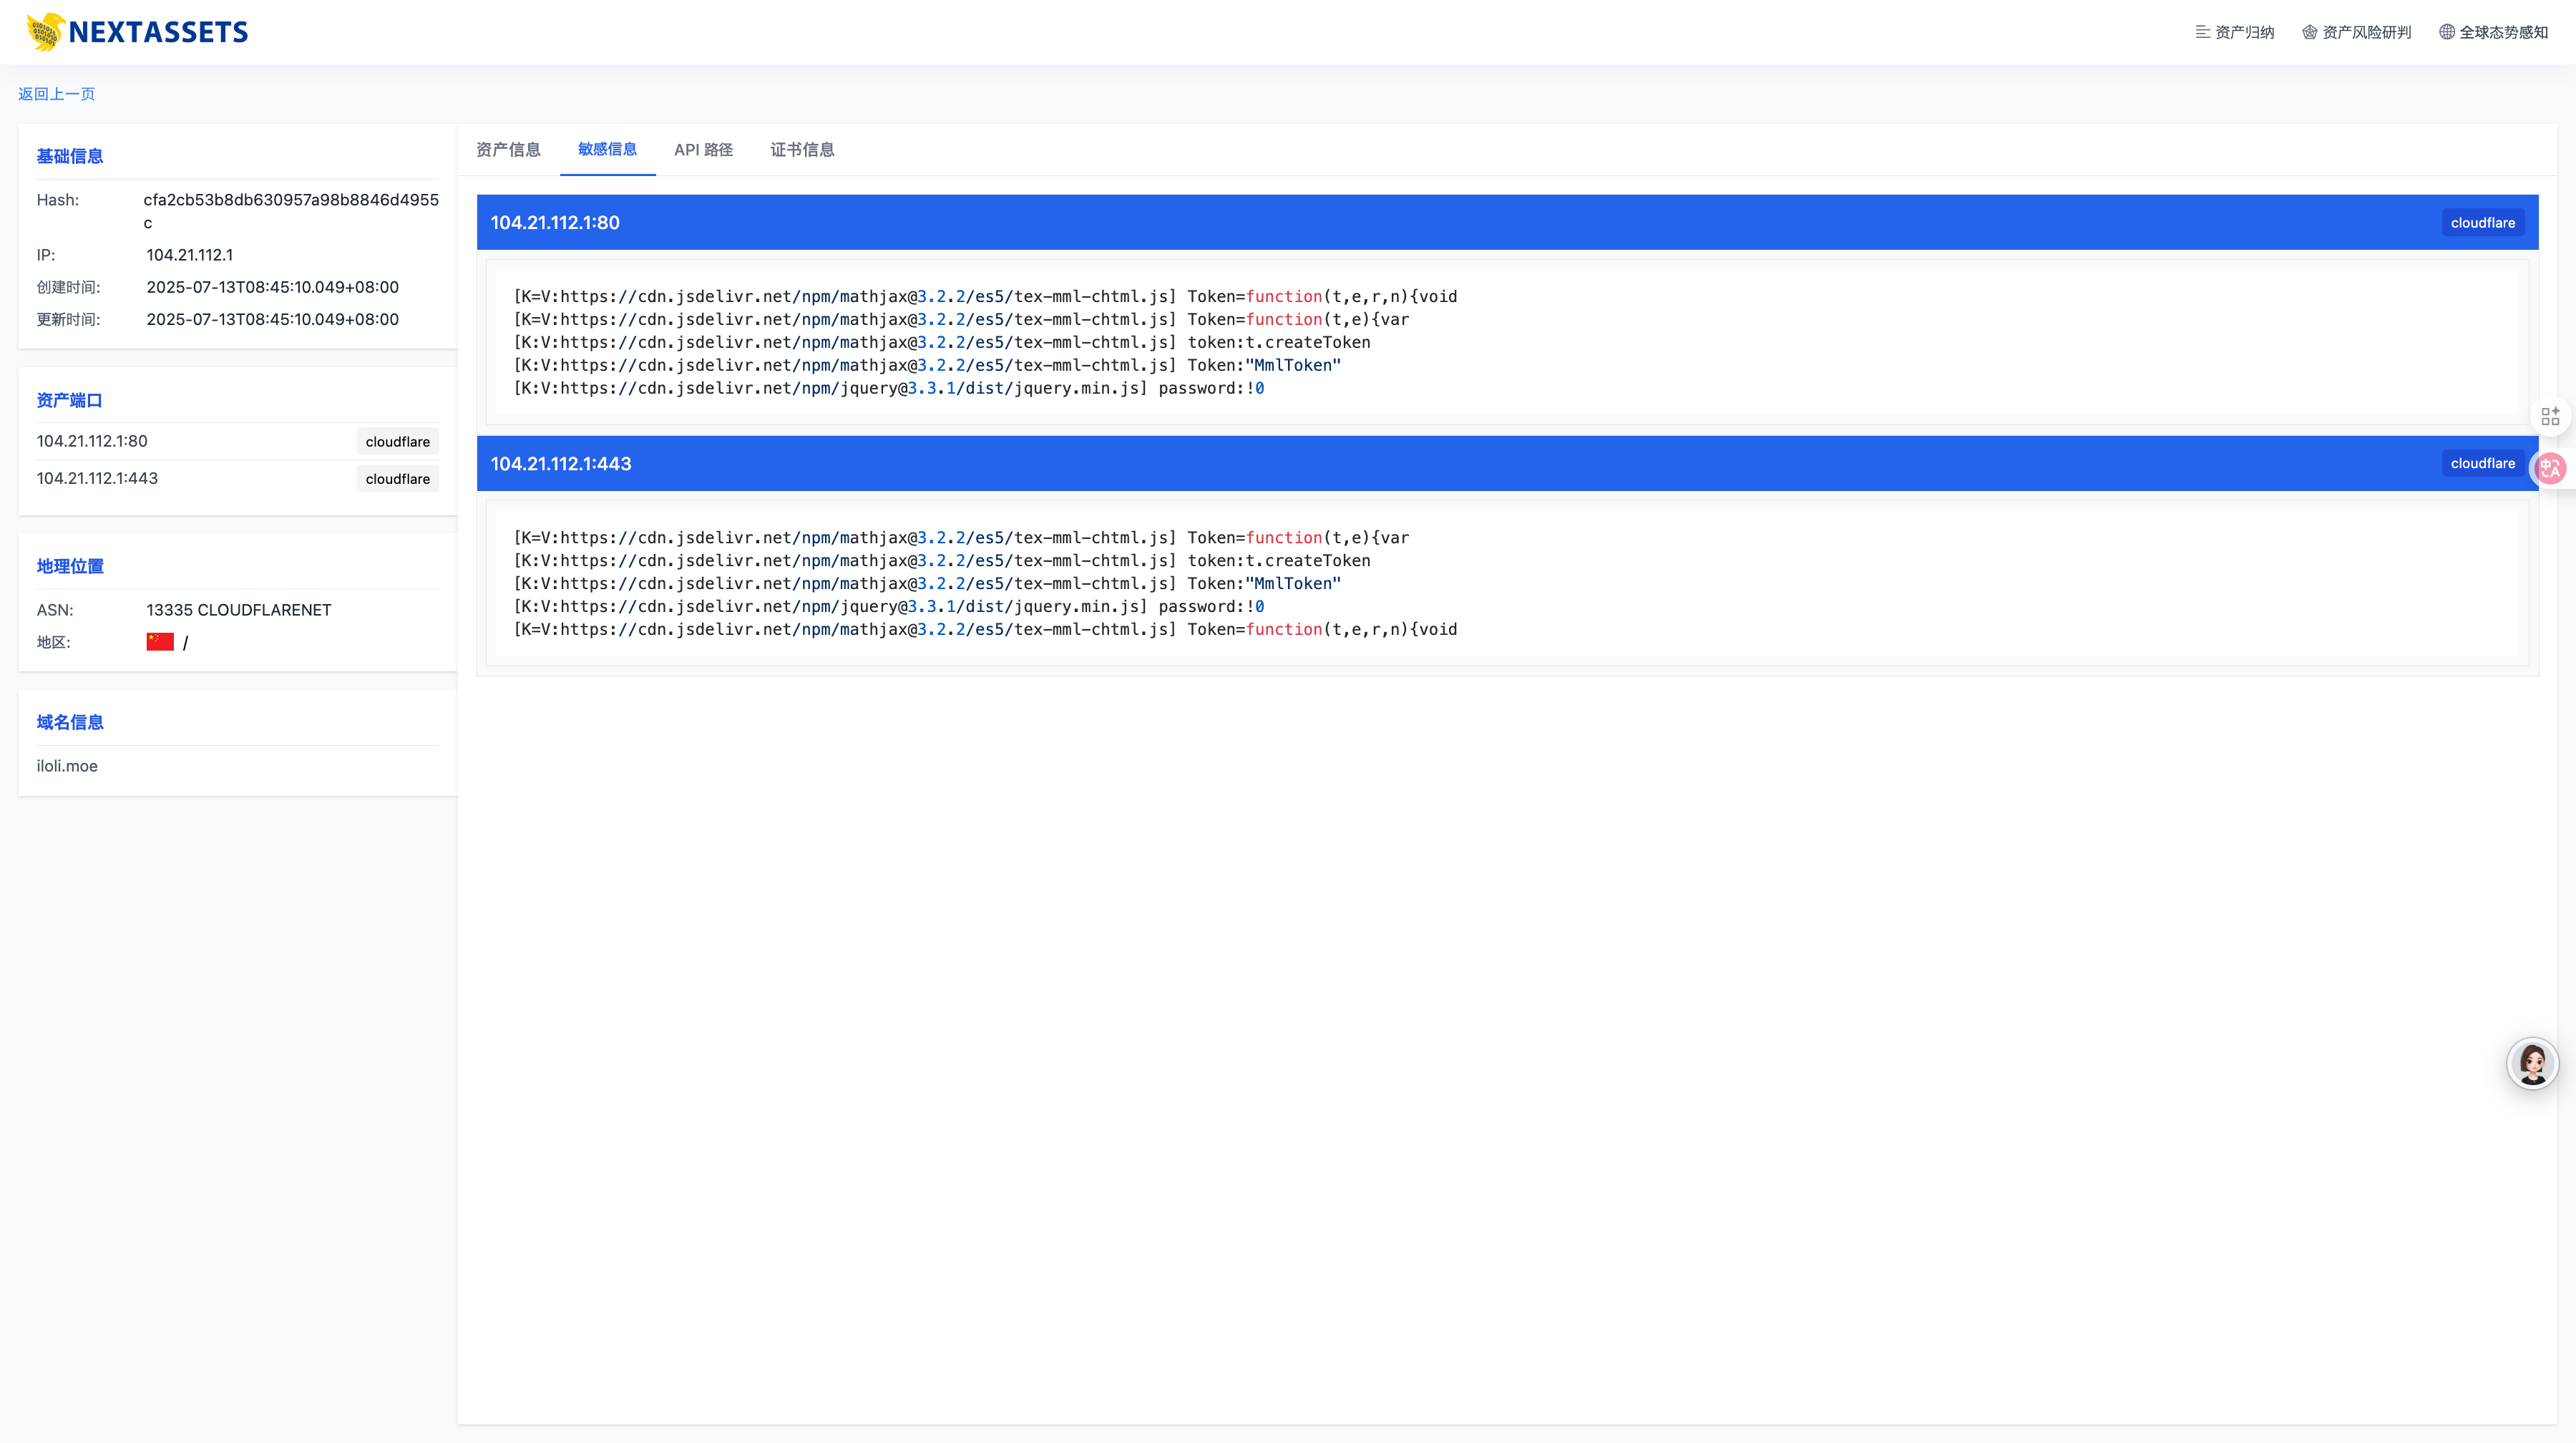 NEXTASSETS
资产归纳
资产风险研判
全球态势感知
返回上一页
基础信息
Hash: cfa2cb53b8db630957a98b8846d4955
c
IP: 104.21.112.1
创建时间: 2025-07-13T08:45:10.049+08:00
更新时间: 2025-07-13T08:45:10.049+08:00
资产端口
104.21.112.1:80 cloudflare
104.21.112.1:443 cloudflare
地理位置
ASN: 13335 CLOUDFLARENET
地区: /
域名信息
iloli.moe
资产信息 敏感信息 API 路径 证书信息
104.21.112.1:80 cloudflare
[K=V:https://cdn.jsdelivr.net/npm/mathjax@3.2.2/es5/tex-mml-chtml.js] Token=function(t,e,r,n){void
[K=V:https://cdn.jsdelivr.net/npm/mathjax@3.2.2/es5/tex-mml-chtml.js] Token=function(t,e){var
[K:V:https://cdn.jsdelivr.net/npm/mathjax@3.2.2/es5/tex-mml-chtml.js] token:t.createToken
[K:V:https://cdn.jsdelivr.net/npm/mathjax@3.2.2/es5/tex-mml-chtml.js] Token:"MmlToken"
[K:V:https://cdn.jsdelivr.net/npm/jquery@3.3.1/dist/jquery.min.js] password:!0
104.21.112.1:443 cloudflare
[K=V:https://cdn.jsdelivr.net/npm/mathjax@3.2.2/es5/tex-mml-chtml.js] Token=function(t,e){var
[K:V:https://cdn.jsdelivr.net/npm/mathjax@3.2.2/es5/tex-mml-chtml.js] token:t.createToken
[K:V:https://cdn.jsdelivr.net/npm/mathjax@3.2.2/es5/tex-mml-chtml.js] Token:"MmlToken"
[K:V:https://cdn.jsdelivr.net/npm/jquery@3.3.1/dist/jquery.min.js] password:!0
[K=V:https://cdn.jsdelivr.net/npm/mathjax@3.2.2/es5/tex-mml-chtml.js] Token=function(t,e,r,n){void